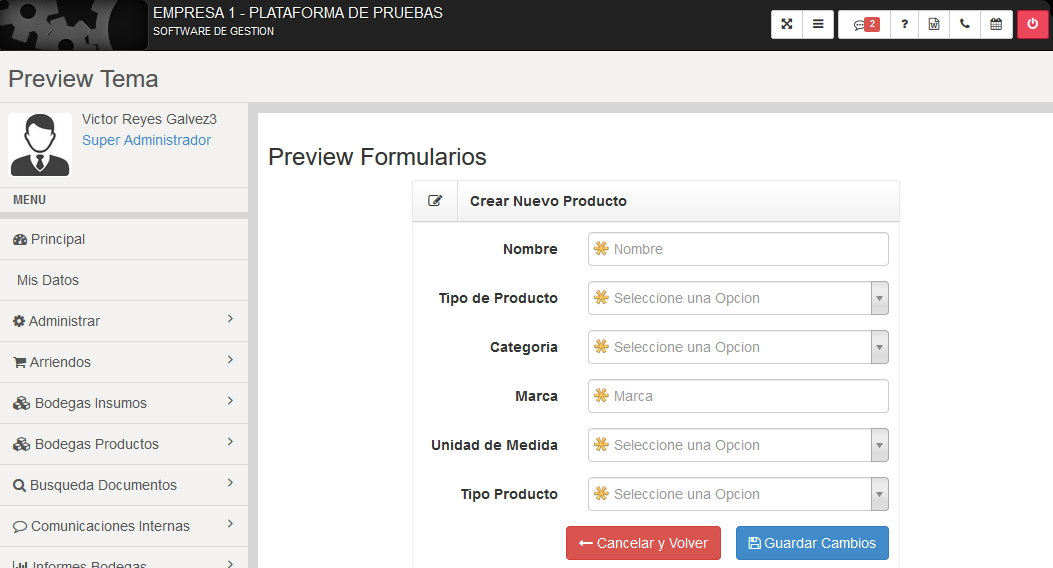 EMPRESA 1 - PLATAFORMA DE PRUEBAS
SOFTWARE DE GESTION
2
?
Preview Tema
Victor Reyes Galvez3
Super Administrador
MENU
Principal
Mis Datos
Administrar
Arriendos
Bodegas Insumos
Bodegas Productos
Busqueda Documentos
Comunicaciones Internas
Informes Bodegas
Preview Formularios
Crear Nuevo Producto
Nombre Nombre
Tipo de Producto Seleccione una Opcion
Categoria Seleccione una Opcion
Marca Marca
Unidad de Medida Seleccione una Opcion
Tipo Producto Seleccione una Opcion
Cancelar y Volver Guardar Cambios